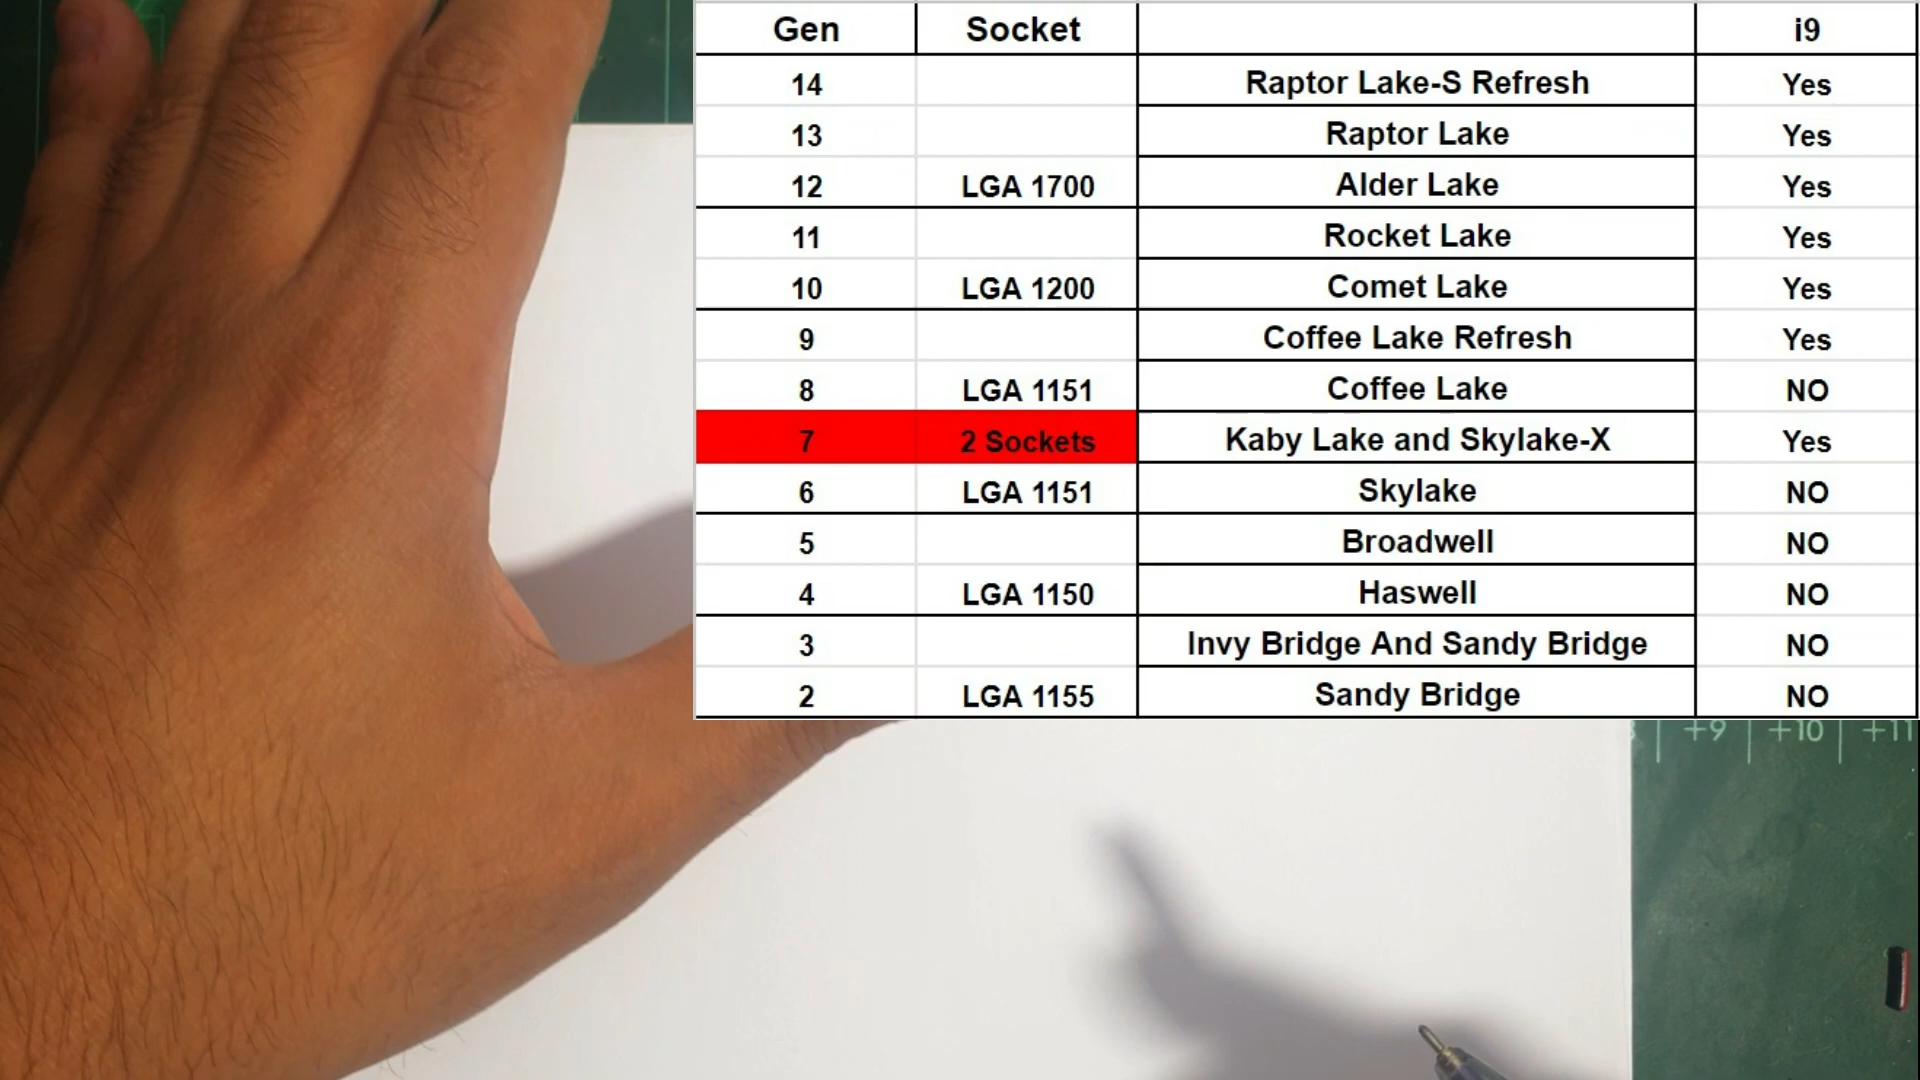 Gen Socket i9
14 Raptor Lake-S Refresh Yes
13 Raptor Lake Yes
12 LGA 1700 Alder Lake Yes
11 Rocket Lake Yes
10 LGA 1200 Comet Lake Yes
9 Coffee Lake Refresh Yes
8 LGA 1151 Coffee Lake NO
7 2 Sockets Kaby Lake and Skylake-X Yes
6 LGA 1151 Skylake NO
5 Broadwell NO
4 LGA 1150 Haswell NO
3 Invy Bridge And Sandy Bridge NO
2 LGA 1155 Sandy Bridge NO
+9 | +10 | +11